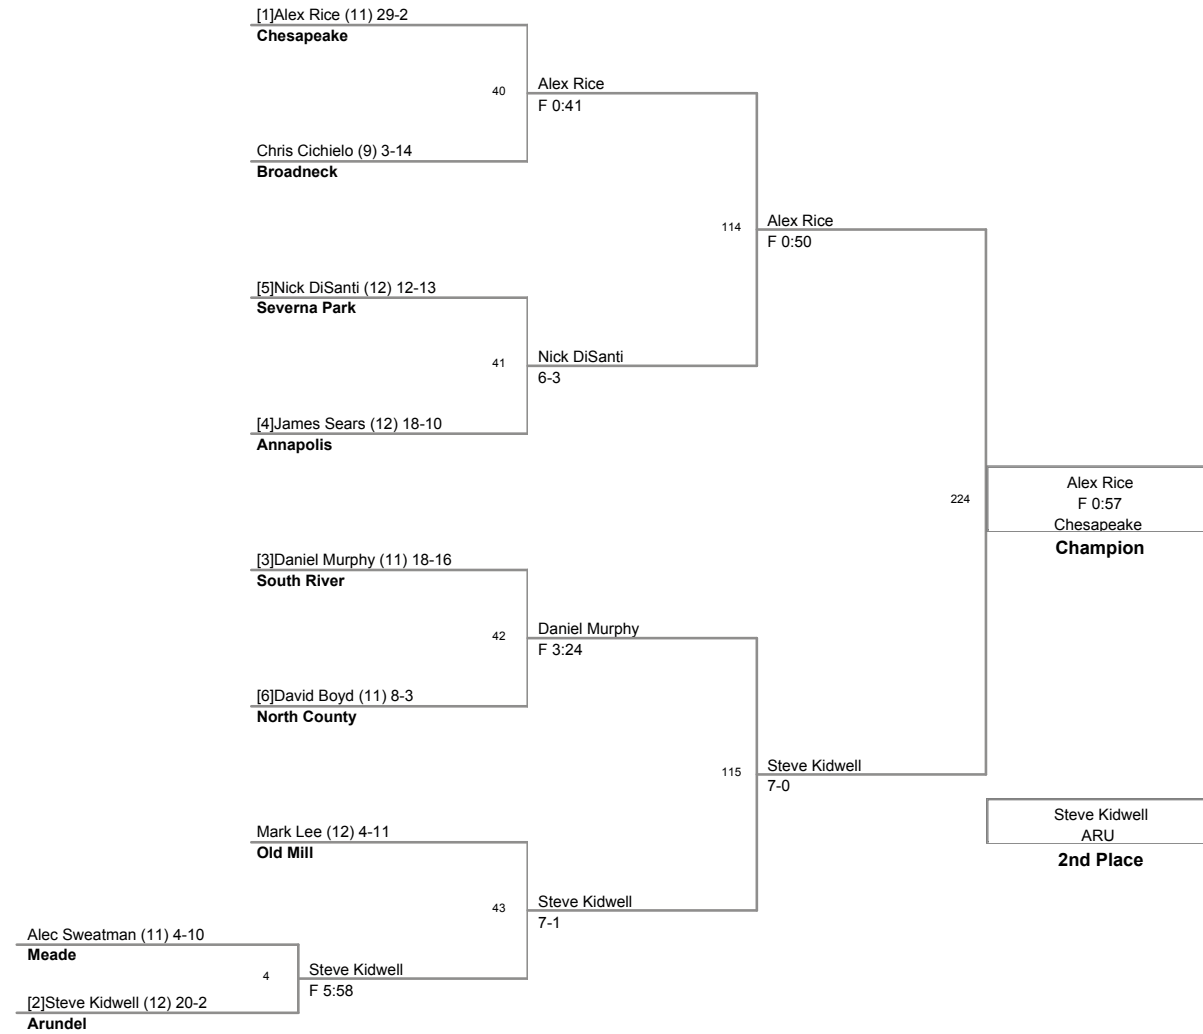 [1]Alex Rice (11) 29-2
Chesapeake
40
Alex Rice
F 0:41
Chris Cichielo (9) 3-14
Broadneck
114
Alex Rice
F 0:50
[5]Nick DiSanti (12) 12-13
Severna Park
41
Nick DiSanti
6-3
[4]James Sears (12) 18-10
Annapolis
224
Alex Rice
F 0:57
Chesapeake
Champion
[3]Daniel Murphy (11) 18-16
South River
42
Daniel Murphy
F 3:24
[6]David Boyd (11) 8-3
North County
115
Steve Kidwell
7-0
Steve Kidwell
ARU
2nd Place
Mark Lee (12) 4-11
Old Mill
43
Steve Kidwell
7-1
Alec Sweatman (11) 4-10
Meade
4
Steve Kidwell
F 5:58
[2]Steve Kidwell (12) 20-2
Arundel